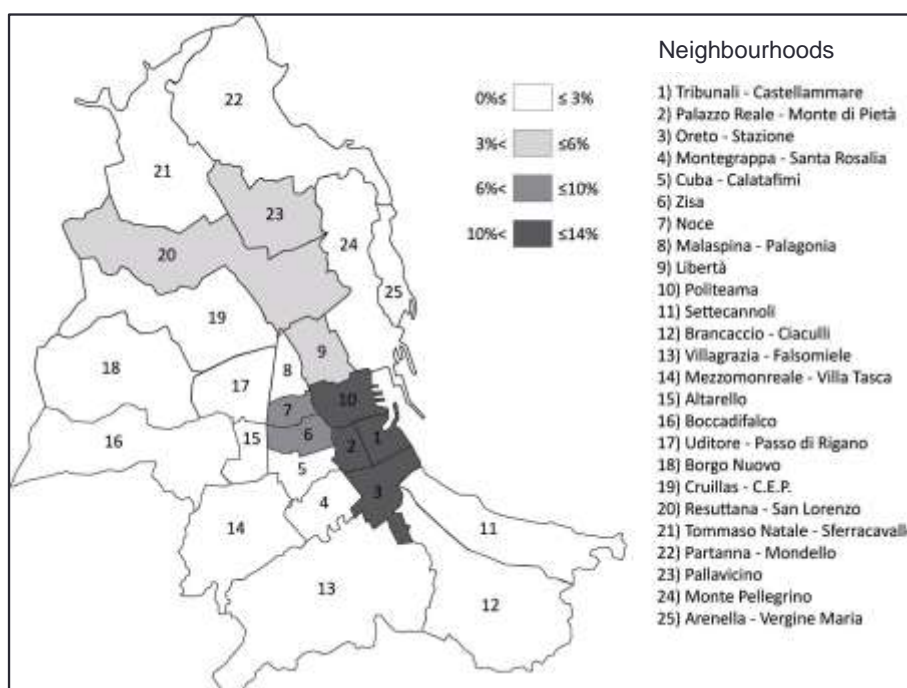 Neighbourhoods
0%≤ ≤ 3%
3%< ≤6%
6%< ≤10%
10%< ≤14%
1) Tribunali - Castellammare
2) Palazzo Reale - Monte di Pietà
3) Oreto - Stazione
4) Montegrappa - Santa Rosalia
5) Cuba - Calatafimi
6) Zisa
7) Noce
8) Malaspina - Palagonia
9) Libertà
10) Politeama
11) Settecannoli
12) Brancaccio - Ciaculli
13) Villagrazia - Falsomiele
14) Mezzomonreale - Villa Tasca
15) Altarello
16) Boccadifalco
17) Uditore - Passo di Rigano
18) Borgo Nuovo
19) Cruillas - C.E.P.
20) Resuttana - San Lorenzo
21) Tommaso Natale - Sferracavall
22) Partanna - Mondello
23) Pallavicino
24) Monte Pellegrino
25) Arenella - Vergine Maria
22
21
23
20
24
25
19
9
18
8
17
10
7
16
15
6
2
1
5
3
4
14
11
13
12